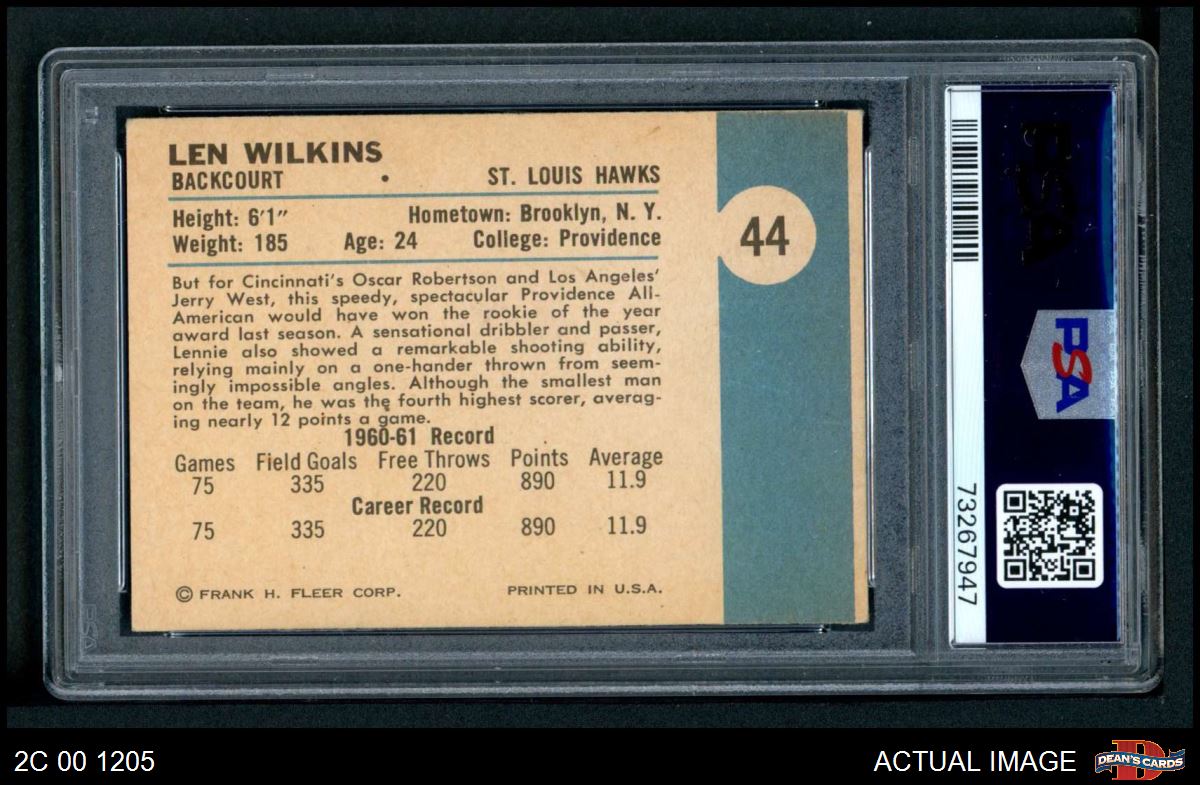 LEN WILKINS
BACKCOURT • ST. LOUIS HAWKS
Height: 6'1" Hometown: Brooklyn, N. Y.
Weight: 185 Age: 24 College: Providence
44
But for Cincinnati's Oscar Robertson and Los Angeles'
Jerry West, this speedy, spectacular Providence All-
American would have won the rookie of the year
award last season. A sensational dribbler and passer,
Lennie also showed a remarkable shooting ability,
relying mainly on a one-hander thrown from seem-
ingly impossible angles. Although the smallest man
on the team, he was the fourth highest scorer, averag-
ing nearly 12 points a game.
1960-61 Record
Games Field Goals Free Throws Points Average
75 335 220 890 11.9
Career Record
75 335 220 890 11.9
© FRANK H. FLEER CORP. PRINTED IN U.S.A.
PSA
PSA
73267947
2C 00 1205
ACTUAL IMAGE
D
DEAN'S CARDS